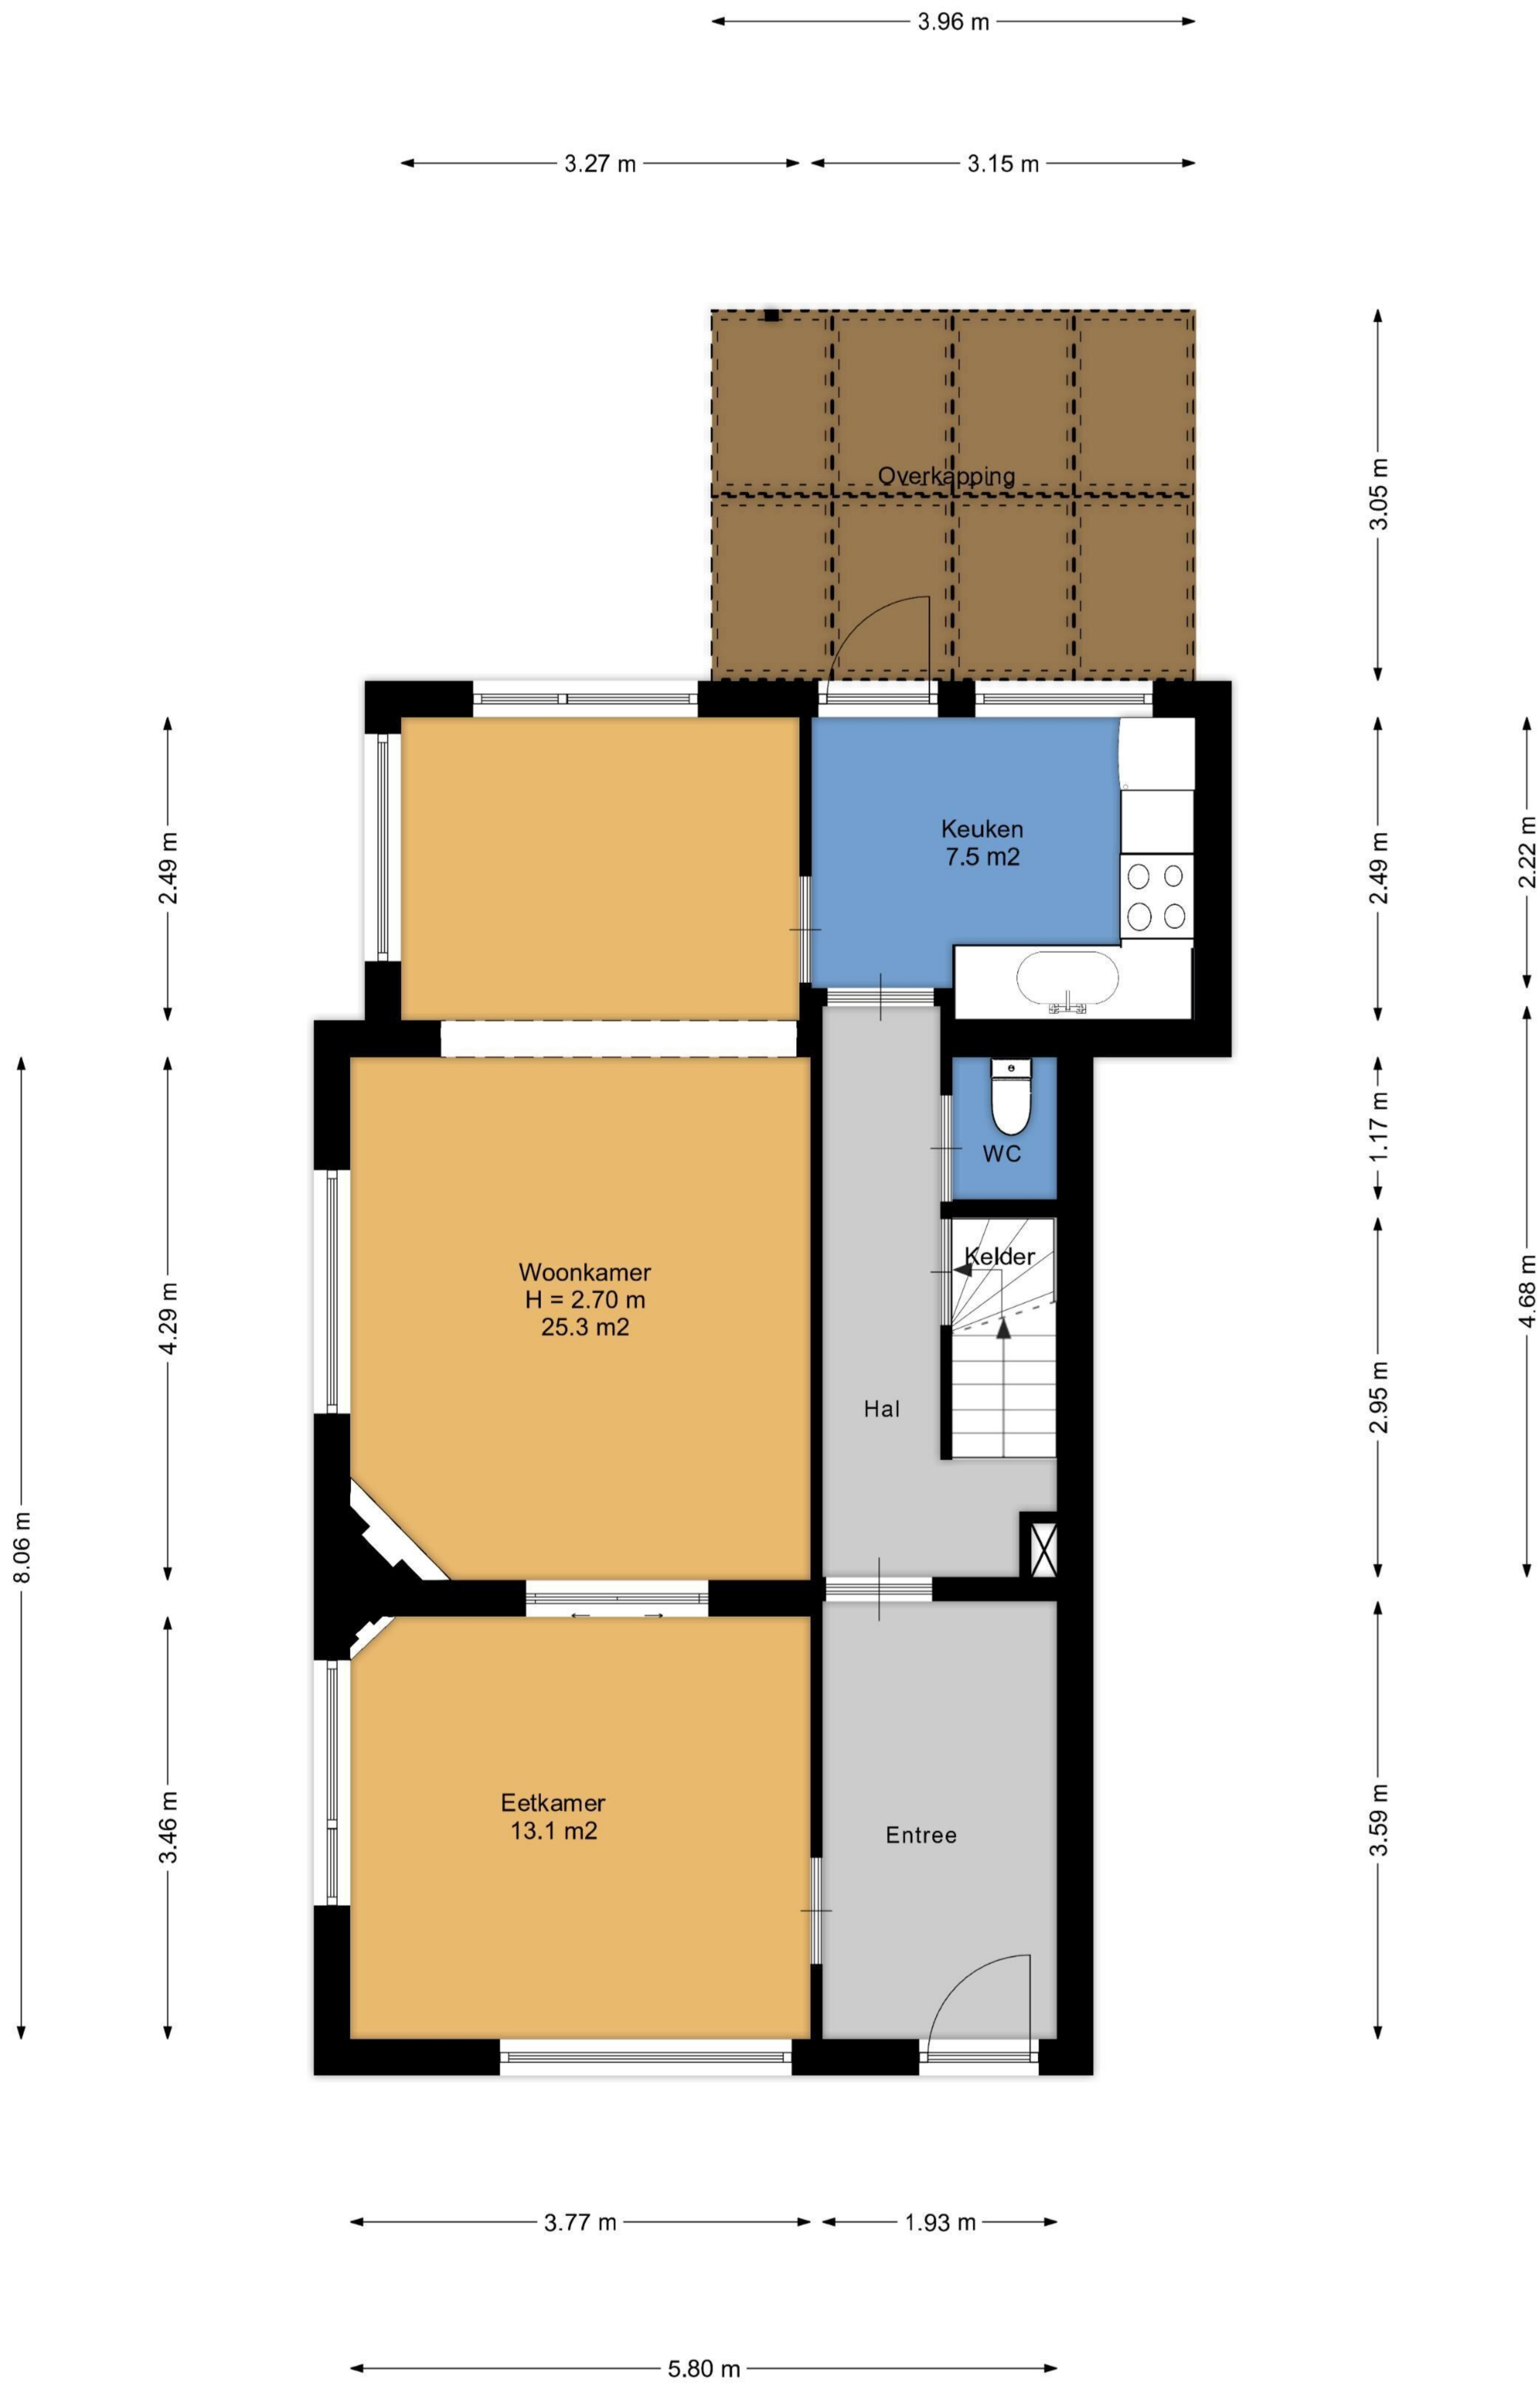 3.96 m
3.27 m
3.15 m
3.05 m
Overkapping
2.49 m
Keuken
7.5 m2
2.49 m
2.22 m
1.17 m
WC
Kelder
Woonkamer
H = 2.70 m
25.3 m2
4.29 m
4.68 m
2.95 m
Hal
8.06 m
Eetkamer
13.1 m2
3.46 m
Entree
3.59 m
3.77 m
1.93 m
5.80 m